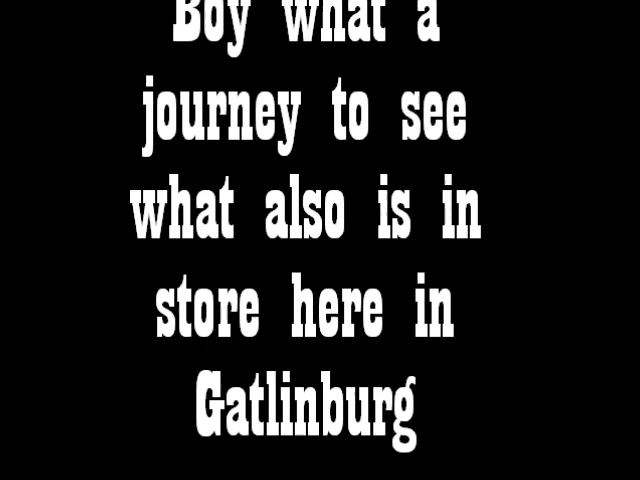 Boy what a
journey to see
what also is in
store here in
Gatlinburg